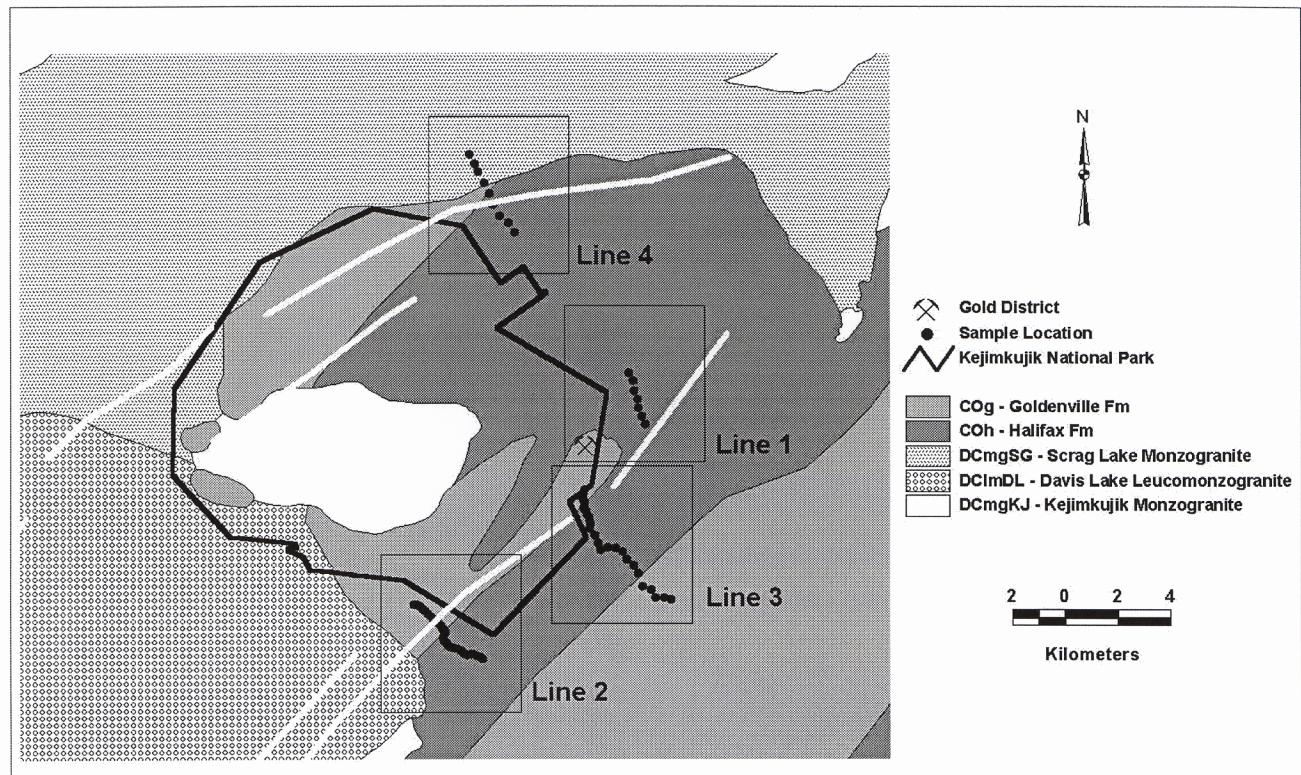 N
Line 4
Line 1
Line 3
Line 2
Gold District
Sample Location
Kejimkujik National Park
COg - Goldenville Fm
COh - Halifax Fm
DCmgSG - Scrag Lake Monzogranite
DClmDL - Davis Lake Leucomonzogranite
DCmgKJ - Kejimkujik Monzogranite
2 0 2 4
Kilometers